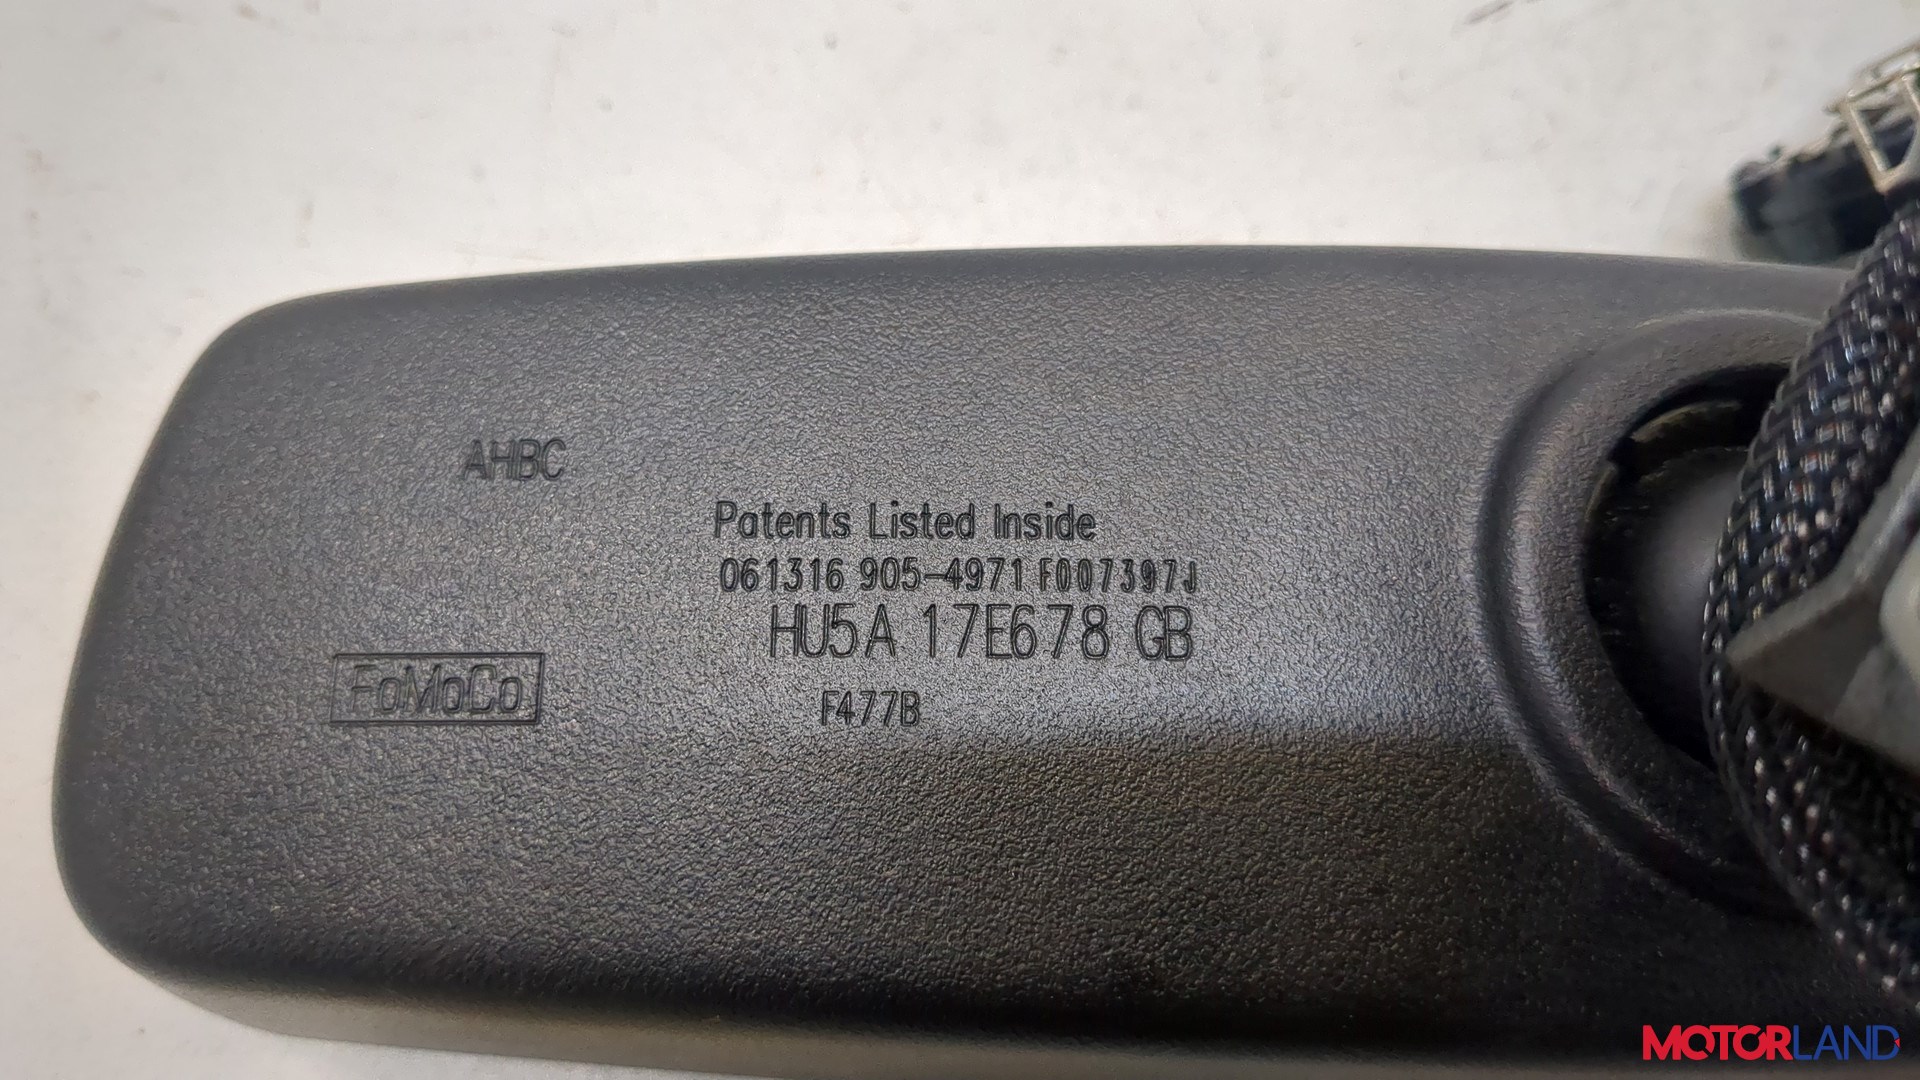 AHBC
Patents Listed Inside
061316 905-4971 F007397J
HU5A 17E678 GB
FoMoCo
F477B
MOTORLAND